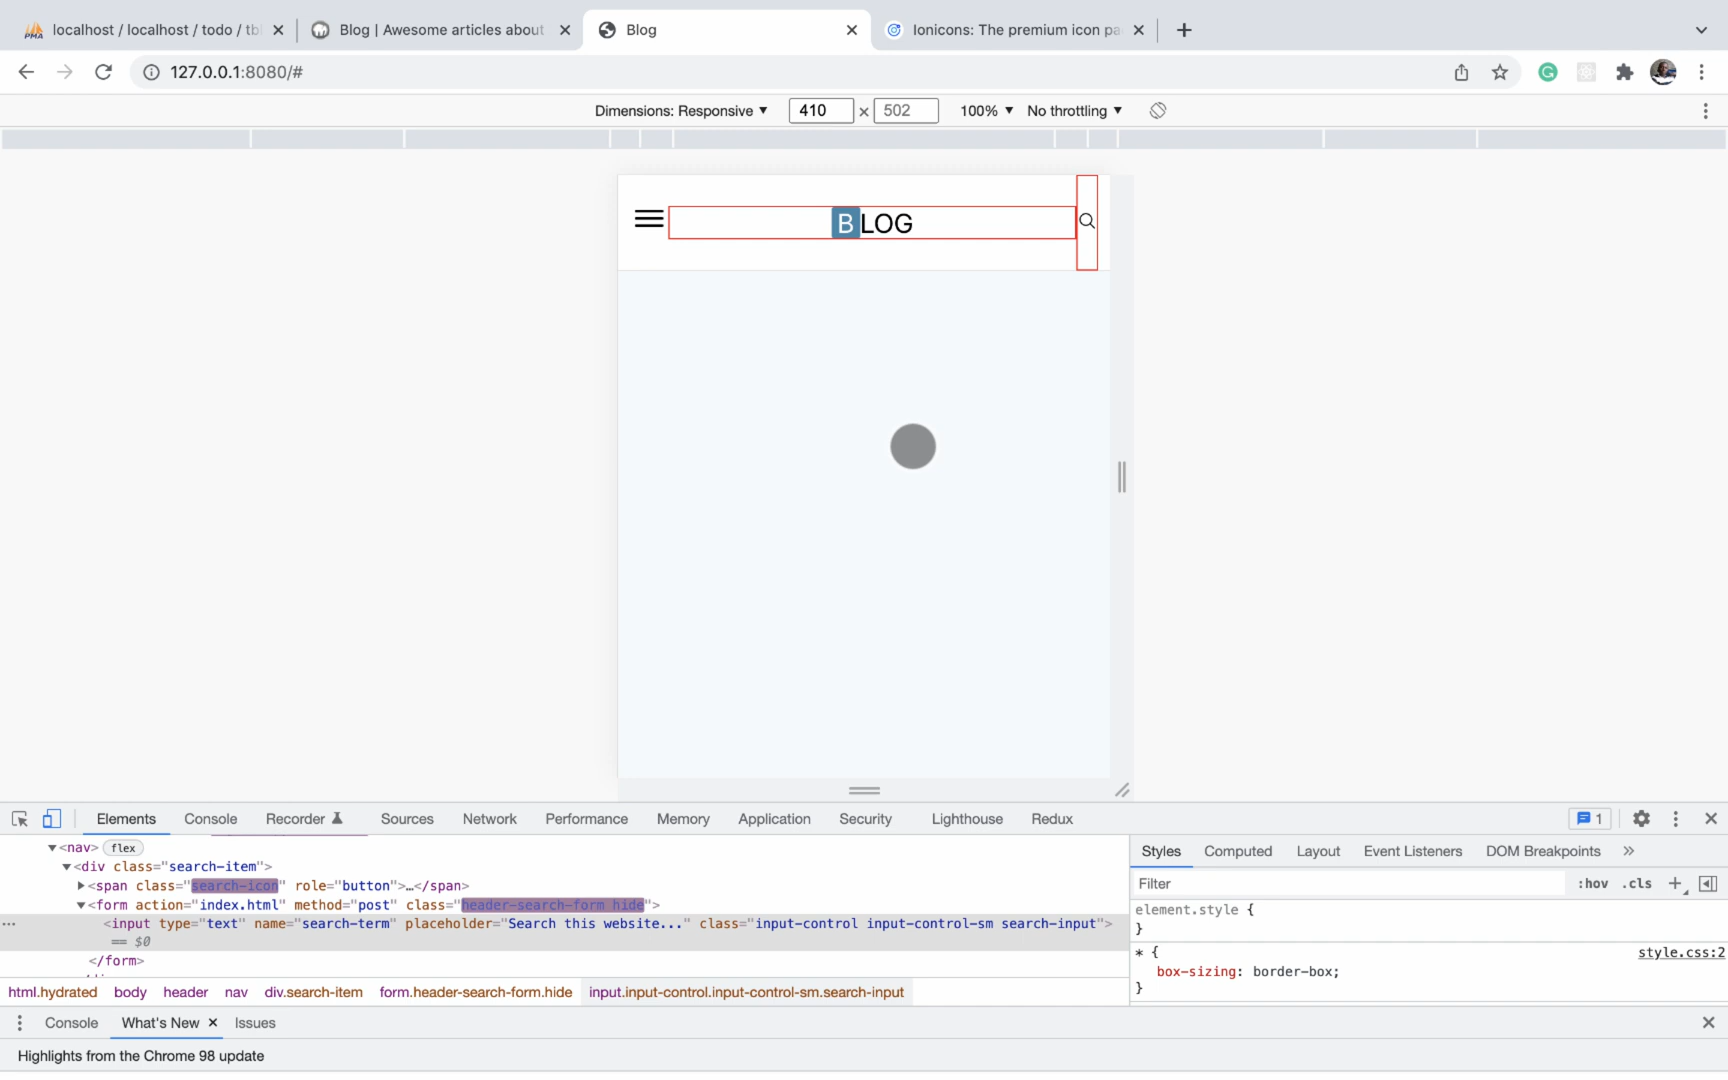 PMA localhost / localhost / todo / tb
Blog | Awesome articles about
Blog
Ionicons: The premium icon pa
127.0.0.1:8080/#
Dimensions: Responsive ▼ 410 × 502 100% ▼ No throttling ▼
BLOG
Elements Console Recorder Sources Network Performance Memory Application Security Lighthouse Redux 1
▼<nav> flex
▼<div class="search-item">
▶<span class="search-icon" role="button">…</span>
▼<form action="index.html" method="post" class="header-search-form hide">
<input type="text" name="search-term" placeholder="Search this website..." class="input-control input-control-sm search-input">
== $0
</form>
html.hydrated body header nav div.search-item form.header-search-form.hide input.input-control.input-control-sm.search-input
Styles Computed Layout Event Listeners DOM Breakpoints »
Filter :hov .cls +
element.style {
}
* { style.css:2
box-sizing: border-box;
}
Console What's New × Issues
Highlights from the Chrome 98 update